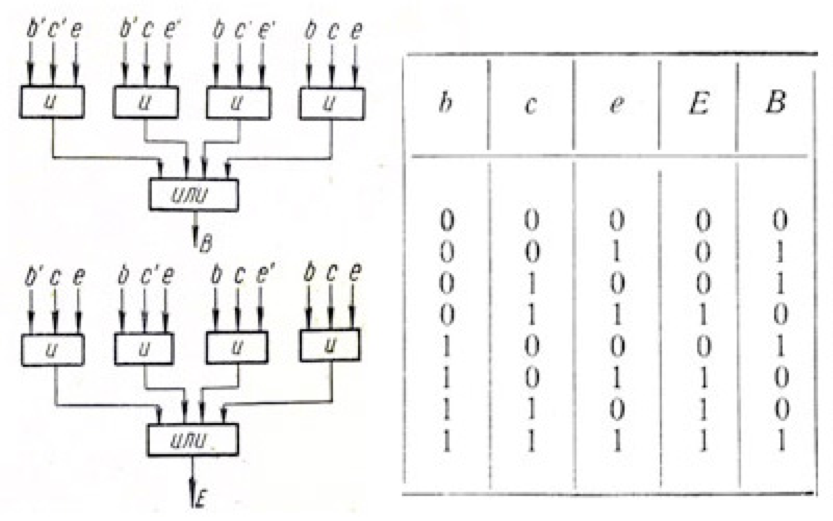 b' c' e b' c e' b c' e' b c e
и и и и
или
B
b' c e b c' e b c e' b c e
и и и и
или
E
b c e E B
0 0 0 0 0
0 0 1 0 1
0 1 0 0 1
0 1 1 1 0
1 0 0 0 1
1 0 1 1 0
1 1 0 1 0
1 1 1 1 1